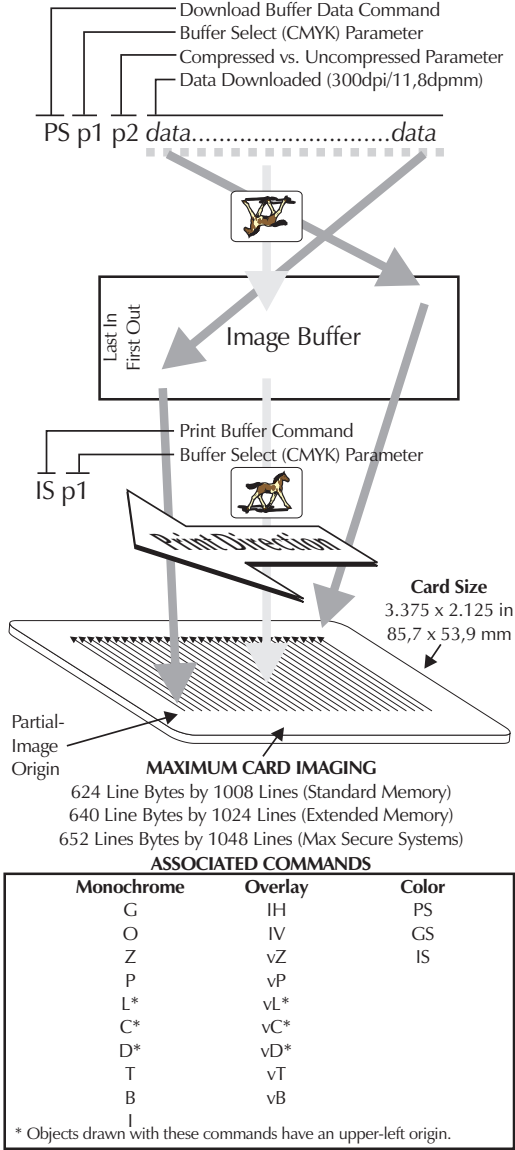 Download Buffer Data Command
Buffer Select (CMYK) Parameter
Compressed vs. Uncompressed Parameter
Data Downloaded (300dpi/11,8dpmm)
PS p1 p2 data.............................data
Last In
First Out
Image Buffer
Print Buffer Command
Buffer Select (CMYK) Parameter
IS p1
Print Direction
Card Size
3.375 x 2.125 in
85,7 x 53,9 mm
Partial-
Image
Origin
MAXIMUM CARD IMAGING
624 Line Bytes by 1008 Lines (Standard Memory)
640 Line Bytes by 1024 Lines (Extended Memory)
652 Lines Bytes by 1048 Lines (Max Secure Systems)
ASSOCIATED COMMANDS
Monochrome Overlay Color
G IH PS
O IV GS
Z vZ IS
P vP
L* vL*
C* vC*
D* vD*
T vT
B vB
I
* Objects drawn with these commands have an upper-left origin.